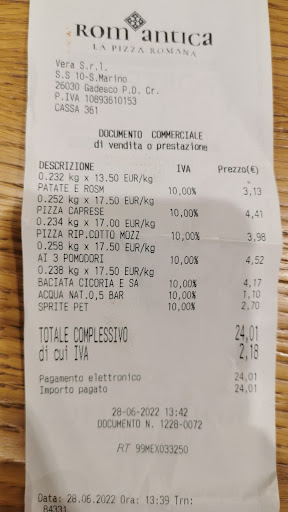 ROM ANTICA
LA PIZZA ROMANA
Vera S.r.l.
S.S 10-S.Marino
26030 Gadesco P.D. Cr.
P.IVA 10893610153
CASSA 361
DOCUMENTO COMMERCIALE
di vendita o prestazione
DESCRIZIONE IVA Prezzo(€)
0.232 kg x 13.50 EUR/kg
PATATE E ROSM 10,00% 3,13
0.252 kg x 17.50 EUR/kg
PIZZA CAPRESE 10,00% 4,41
0.234 kg x 17.00 EUR/kg
PIZZA RIP.COTTO MOZZ 10,00% 3,98
0.258 kg x 17.50 EUR/kg
AI 3 POMODORI 10,00% 4,52
0.238 kg x 17.50 EUR/kg
BACIATA CICORIA E SA 10,00% 4,17
ACQUA NAT.0,5 BAR 10,00% 1,10
SPRITE PET 10,00% 2,70
TOTALE COMPLESSIVO 24,01
di cui IVA 2,18
Pagamento elettronico 24,01
Importo pagato 24,01
28-06-2022 13:42
DOCUMENTO N. 1228-0072
RT 99MEX033250
Data: 28.06.2022 Ora: 13:39 Trn:
84331